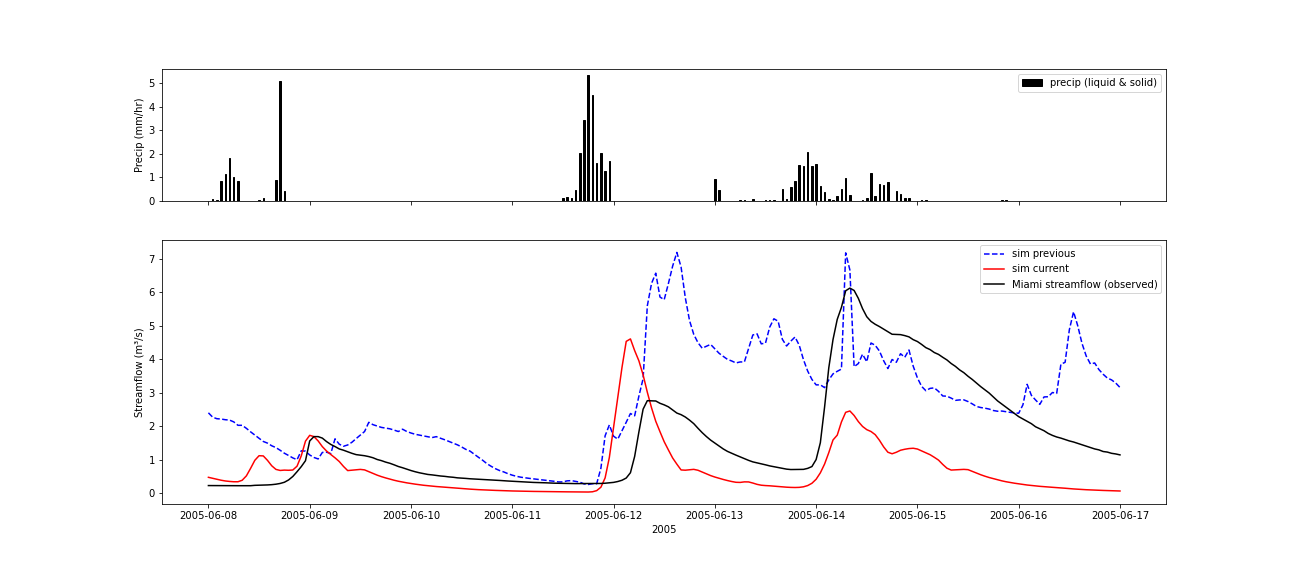 precip (liquid & solid)
Precip (mm/hr)
5
4
3
2
1
0
sim previous
sim current
Miami streamflow (observed)
Streamflow (m³/s)
7
6
5
4
3
2
1
0
2005-06-08 2005-06-09 2005-06-10 2005-06-11 2005-06-12 2005-06-13 2005-06-14 2005-06-15 2005-06-16 2005-06-17
2005